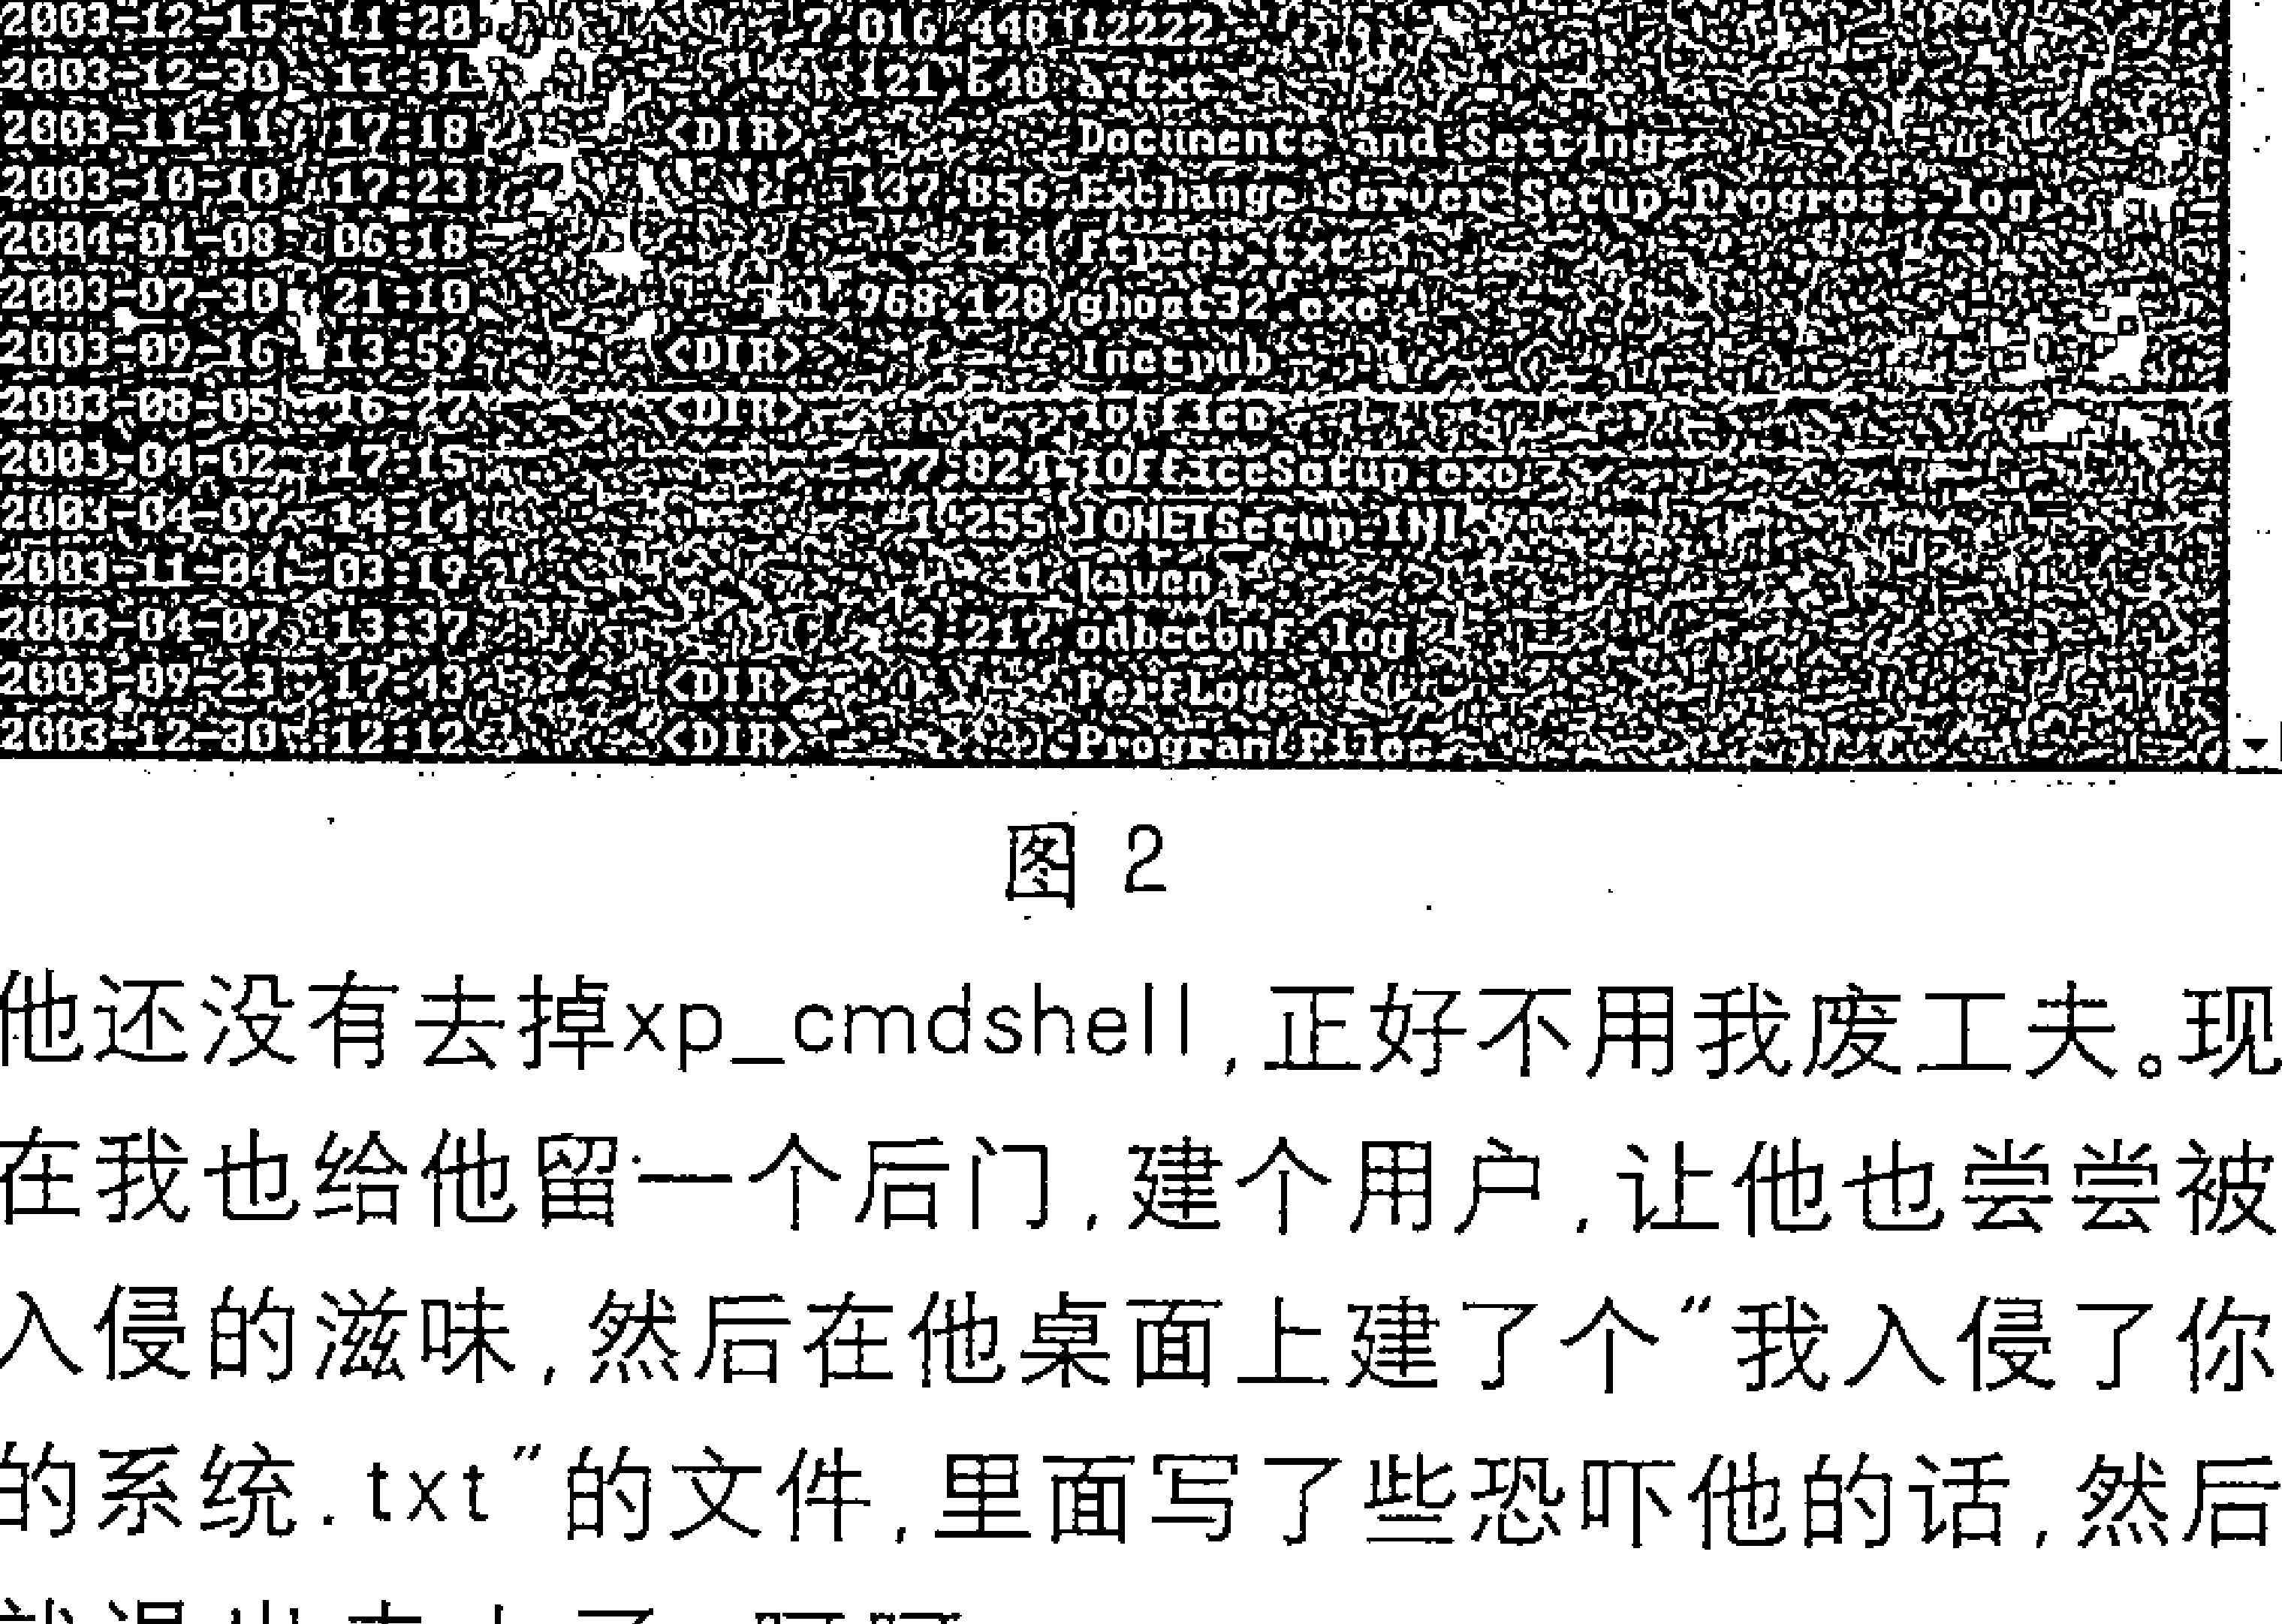 2003-12-15 11:20 7,016,448 12222
2003-12-30 11:31 121,648 a.txt
2003-11-11 17:18 <DIR> Documents and Settings
2003-10-10 17:23 137,856 Exchange Server Setup Progress.log
2004-01-08 06:18 134 ftpscr.txt
2003-07-30 21:10 1,968,128 ghost32.exe
2003-09-16 13:59 <DIR> Inetpub
2003-08-05 16:27 <DIR> ioffice
2003-04-02 17:15 77,824 iOfficeSetup.exe
2003-04-07 14:14 1,255 IONETSetup.INI
2003-11-04 03:19 31
2003-04-07 13:37 3,217 odbcconf.log
2003-09-23 17:43 <DIR> PerfLogs
2003-12-30 12:12 <DIR> Program Files
图 2
他还没有去掉xp_cmdshell,正好不用我废工夫。现
在我也给他留一个后门,建个用户,让他也尝尝被
入侵的滋味,然后在他桌面上建了个“我入侵了你
的系统.txt”的文件,里面写了些恐吓他的话,然后